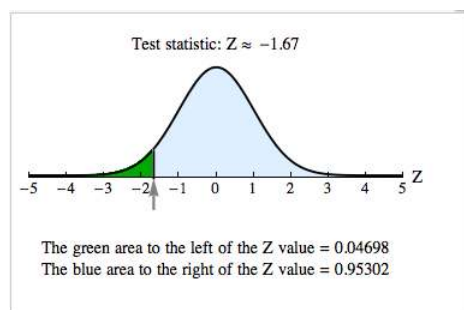 Test statistic: Z ≈ −1.67
Z
−5 −4 −3 −2 −1 0 1 2 3 4 5
The green area to the left of the Z value = 0.04698
The blue area to the right of the Z value = 0.95302